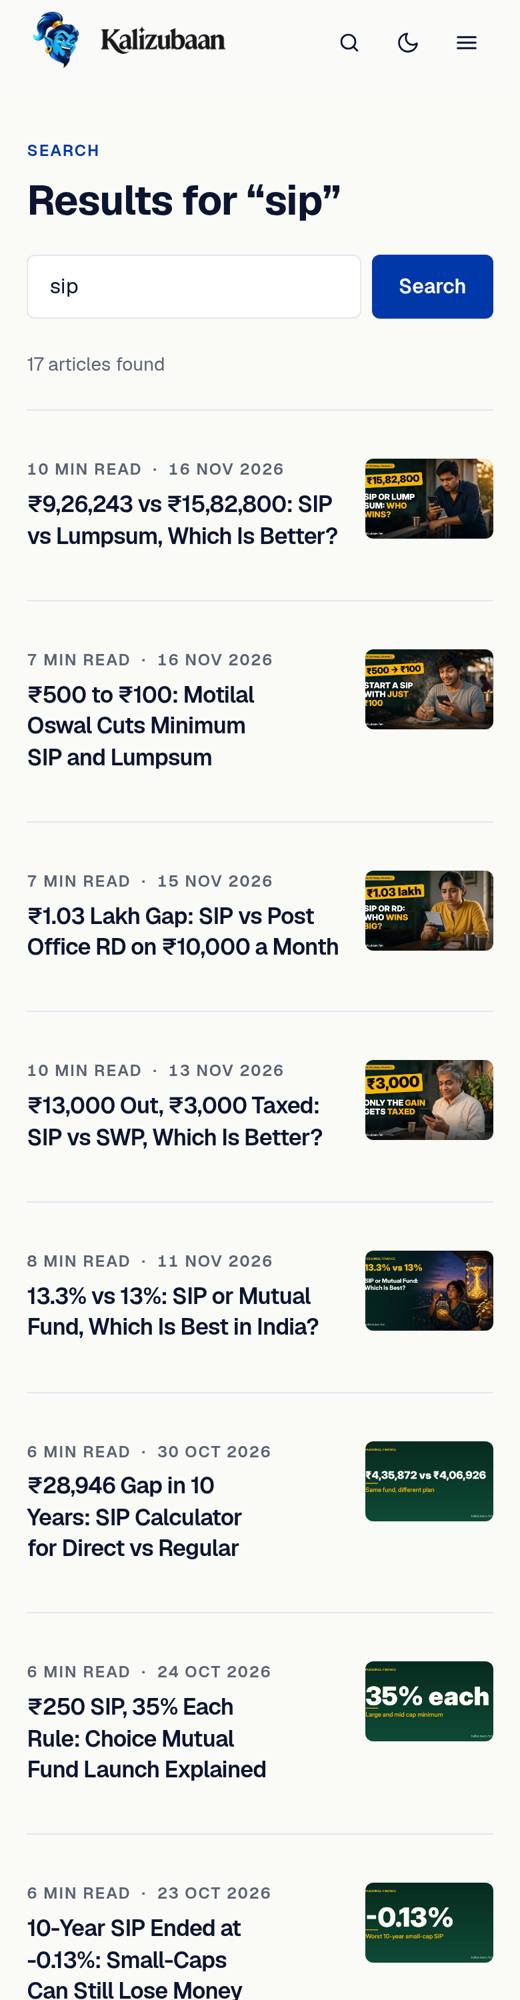 Kalizubaan
SEARCH
Results for “sip”
sip
Search
17 articles found
10 MIN READ · 16 NOV 2026
₹9,26,243 vs ₹15,82,800: SIP
vs Lumpsum, Which Is Better?
₹15,82,800
SIP OR LUMP
SUM: WHO
WINS?
7 MIN READ · 16 NOV 2026
₹500 to ₹100: Motilal
Oswal Cuts Minimum
SIP and Lumpsum
₹500 → ₹100
START A SIP
WITH JUST
₹100
7 MIN READ · 15 NOV 2026
₹1.03 Lakh Gap: SIP vs Post
Office RD on ₹10,000 a Month
₹1.03 lakh
SIP OR RD:
WHO WINS
BIG?
10 MIN READ · 13 NOV 2026
₹13,000 Out, ₹3,000 Taxed:
SIP vs SWP, Which Is Better?
₹3,000
ONLY THE GAIN
GETS TAXED
8 MIN READ · 11 NOV 2026
13.3% vs 13%: SIP or Mutual
Fund, Which Is Best in India?
13.3% vs 13%
SIP or Mutual Fund:
Which Is Best?
6 MIN READ · 30 OCT 2026
₹28,946 Gap in 10
Years: SIP Calculator
for Direct vs Regular
₹4,35,872 vs ₹4,06,926
Same fund, different plan
6 MIN READ · 24 OCT 2026
₹250 SIP, 35% Each
Rule: Choice Mutual
Fund Launch Explained
35% each
Large and mid cap minimum
6 MIN READ · 23 OCT 2026
10-Year SIP Ended at
-0.13%: Small-Caps
Can Still Lose Money
-0.13%
Worst 10-year small-cap SIP